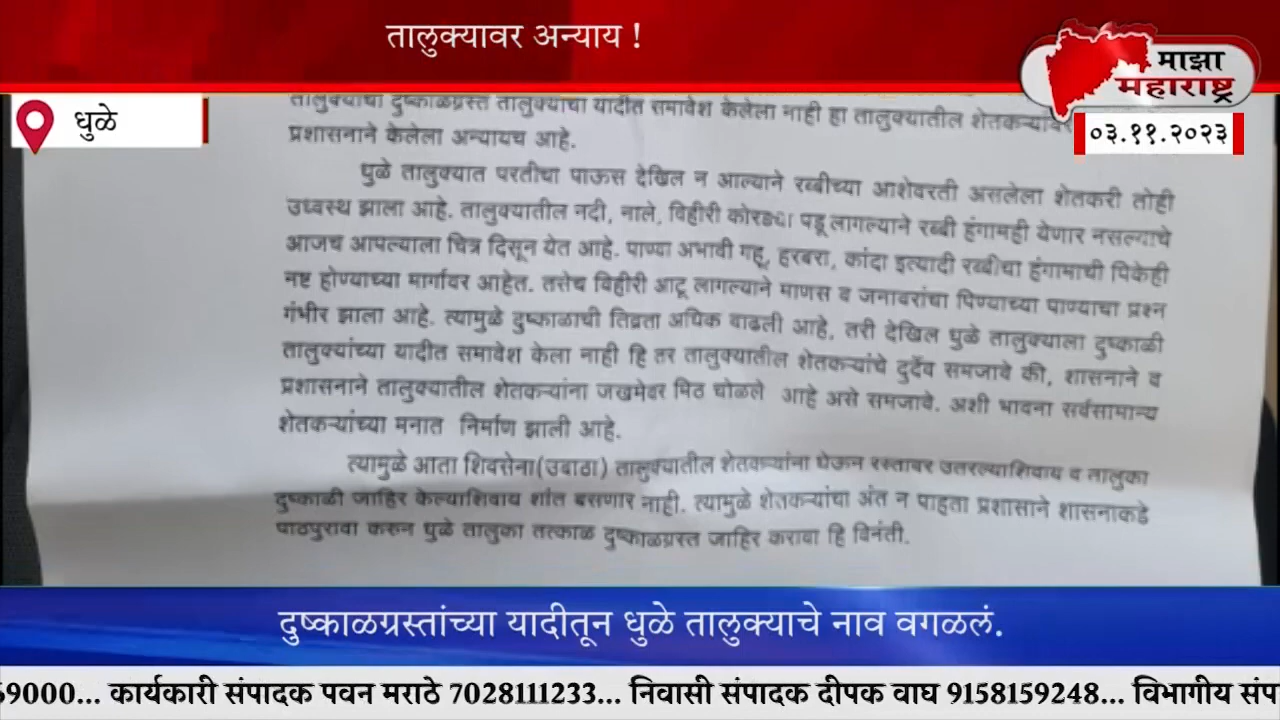 तालुक्यावर अन्याय !
माझा
महाराष्ट्र
धुळे
०३.११.२०२३
तालुक्याचा दुष्काळग्रस्त तालुक्याचा यादीत समावेश केलेला नाही हा तालुक्यातील शेतकऱ्यांवर
प्रशासनाने केलेला अन्यायच आहे.
धुळे तालुक्यात परतीचा पाऊस देखिल न आल्याने रब्बीच्या आशेवरती असलेला शेतकरी तोही
उध्वस्थ झाला आहे. तालुक्यातील नदी, नाले, विहीरी कोरड्या पडू लागल्याने रब्बी हंगामही येणार नसल्याचे
आजच आपल्याला चित्र दिसून येत आहे. पाण्या अभावी गहू, हरबरा, कांदा इत्यादी रब्बीचा हंगामाची पिकेही
नष्ट होण्याच्या मार्गावर आहेत. तसेच विहीरी आटू लागल्याने माणस व जनावरांचा पिण्याच्या पाण्याचा प्रश्न
गंभीर झाला आहे. त्यामुळे दुष्काळाची तिव्रता अधिक वाढली आहे, तरी देखिल धुळे तालुक्याला दुष्काळी
तालुक्यांच्या यादीत समावेश केला नाही हि तर तालुक्यातील शेतकऱ्यांचे दुर्देव समजावे की, शासनाने व
प्रशासनाने तालुक्यातील शेतकऱ्यांना जखमेवर मिठ चोळले आहे असे समजावे. अशी भावना सर्वसामान्य
शेतकऱ्यांच्या मनात निर्माण झाली आहे.
त्यामुळे आता शिवसेना(उबाठा) तालुक्यातील शेतकऱ्यांना घेऊन रस्तावर उतरल्याशिवाय व तालुका
दुष्काळी जाहिर केल्याशिवाय शांत बसणार नाही. त्यामुळे शेतकऱ्यांचा अंत न पाहता प्रशासाने शासनाकडे
पाठपुरावा करुन धुळे तालुका तत्काळ दुष्काळग्रस्त जाहिर करावा हि विनंती.
दुष्काळग्रस्तांच्या यादीतून धुळे तालुक्याचे नाव वगळलं.
69000... कार्यकारी संपादक पवन मराठे 7028111233... निवासी संपादक दीपक वाघ 9158159248... विभागीय संपा